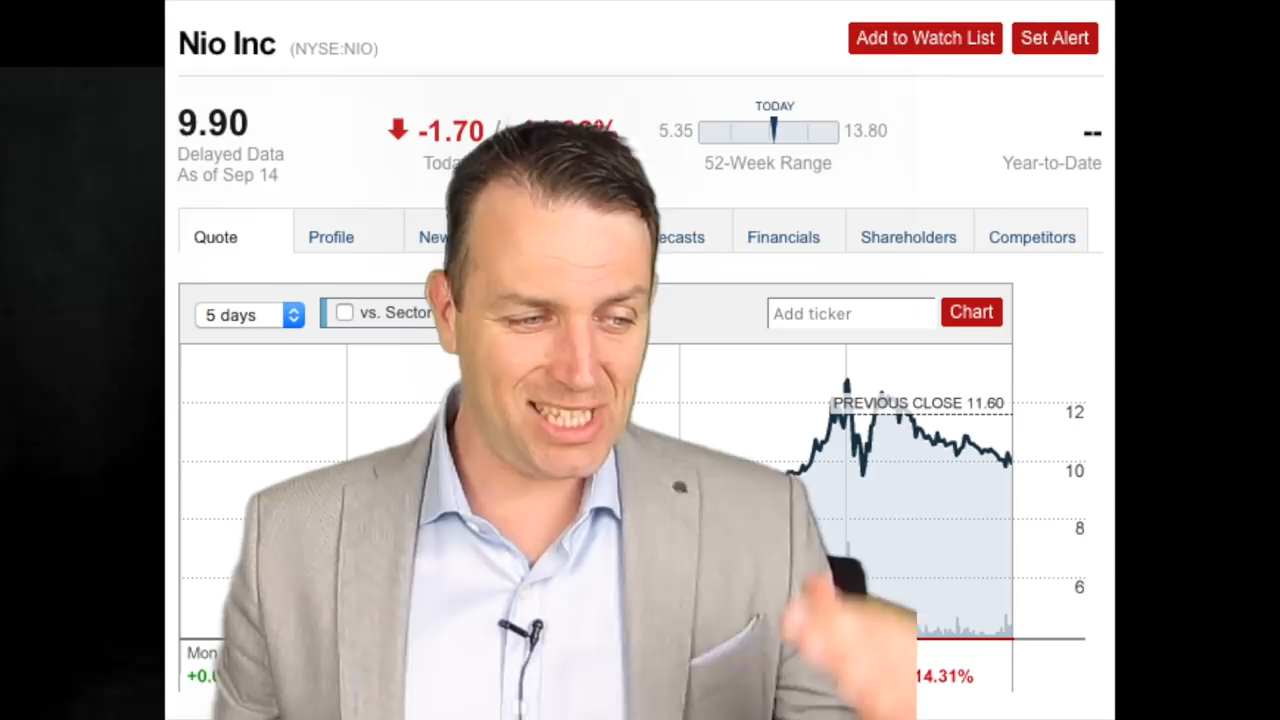 Nio Inc (NYSE:NIO)
Add to Watch List
Set Alert
9.90
Delayed Data
As of Sep 14
-1.70
TODAY
5.35
13.80
52-Week Range
--
Year-to-Date
Quote
Profile
Financials
Shareholders
Competitors
5 days
vs. Sector
Add ticker
Chart
PREVIOUS CLOSE 11.60
12
10
8
6
Mon
14.31%